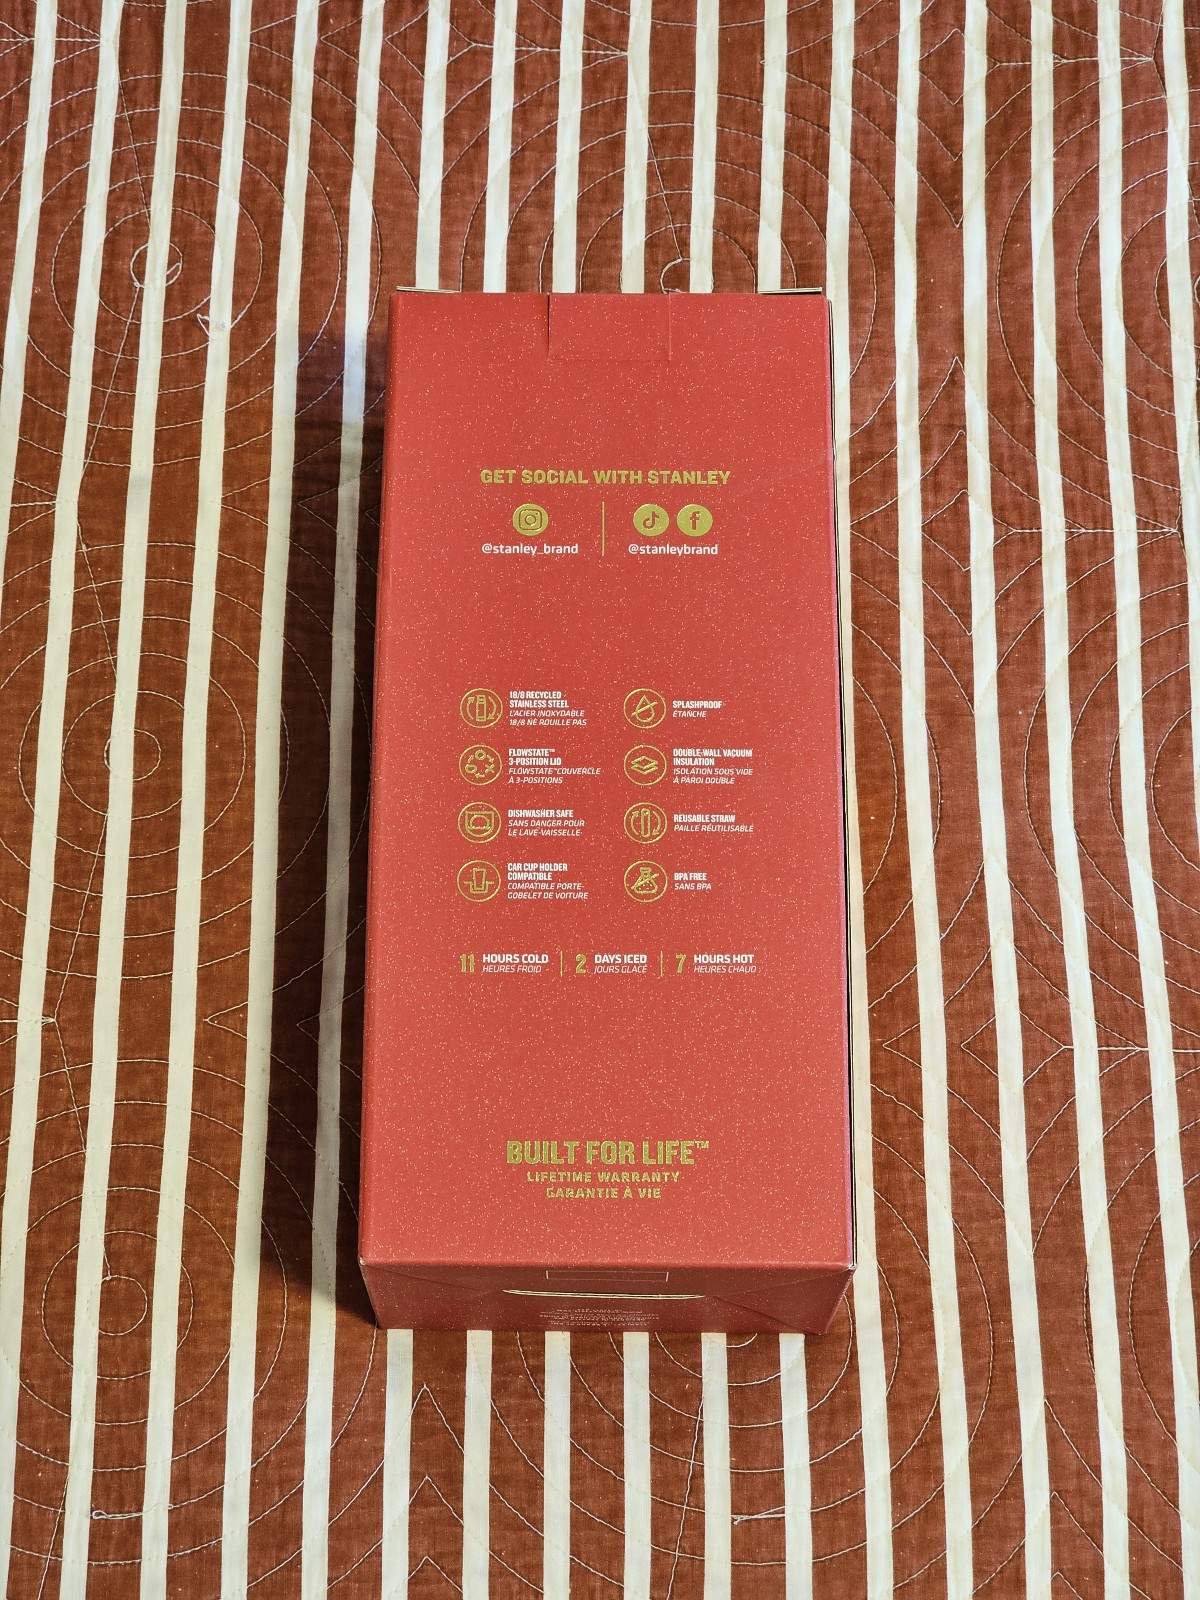 GET SOCIAL WITH STANLEY
@stanley_brand
@stanleybrand
18/8 RECYCLED
STAINLESS STEEL
L'ACIER INOXYDABLE
18/8 NE ROUILLE PAS
SPLASHPROOF
ÉTANCHE
FLOWSTATE™
3-POSITION LID
FLOWSTATE™COUVERCLE
À 3-POSITIONS
DOUBLE-WALL VACUUM
INSULATION
ISOLATION SOUS VIDE
À PAROI DOUBLE
DISHWASHER SAFE
SANS DANGER POUR
LE LAVE-VAISSELLE
REUSABLE STRAW
PAILLE RÉUTILISABLE
CAR CUP HOLDER
COMPATIBLE
COMPATIBLE PORTE-
GOBELET DE VOITURE
BPA FREE
SANS BPA
11 HOURS COLD
HEURES FROID
2 DAYS ICED
JOURS GLACÉ
7 HOURS HOT
HEURES CHAUD
BUILT FOR LIFE™
LIFETIME WARRANTY
GARANTIE À VIE